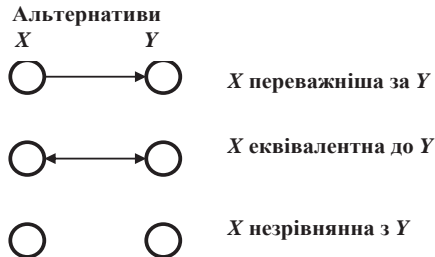 Альтернативи
X Y
X переважніша за Y
X еквівалентна до Y
X незрівнянна з Y